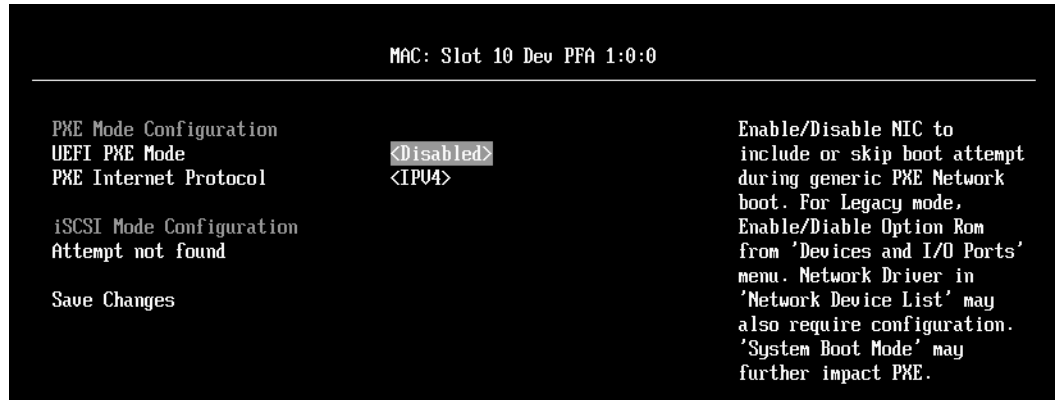 MAC: Slot 10 Dev PFA 1:0:0
PXE Mode Configuration
UEFI PXE Mode <Disabled>
PXE Internet Protocol <IPV4>
iSCSI Mode Configuration
Attempt not found
Save Changes
Enable/Disable NIC to
include or skip boot attempt
during generic PXE Network
boot. For Legacy mode,
Enable/Diable Option Rom
from 'Devices and I/O Ports'
menu. Network Driver in
'Network Device List' may
also require configuration.
'System Boot Mode' may
further impact PXE.